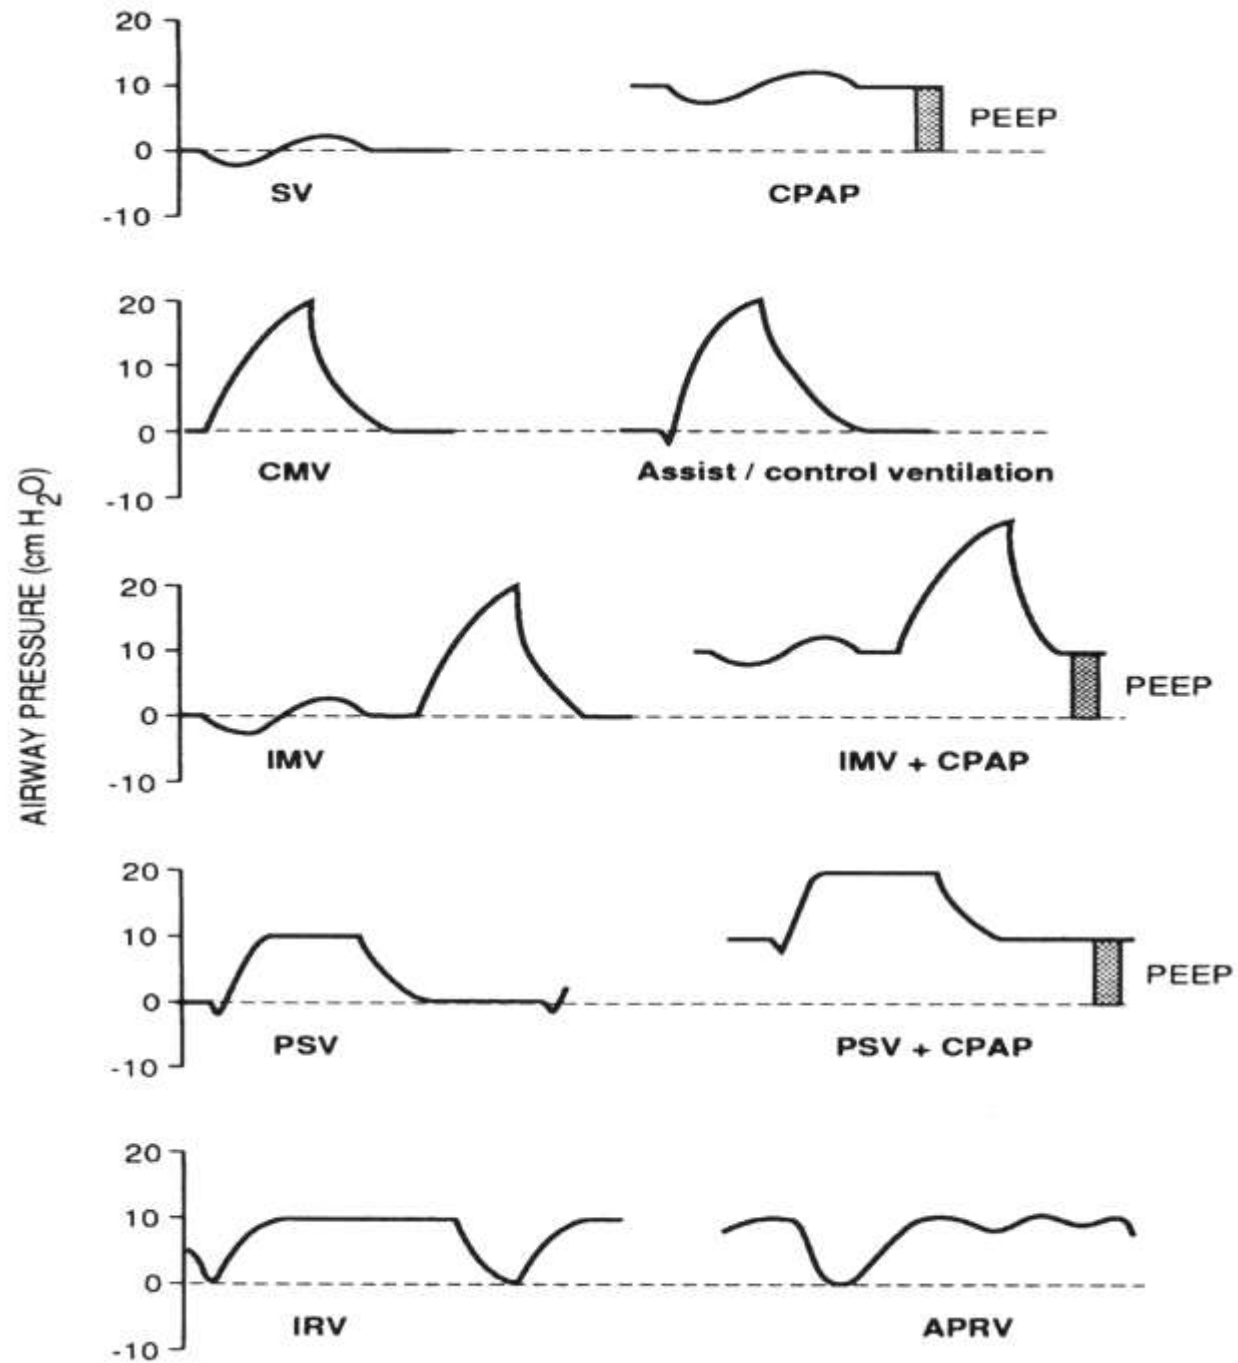 AIRWAY PRESSURE (cm H2O)
20
10
0
-10
SV
CPAP
PEEP
20
10
0
-10
CMV
Assist / control ventilation
20
10
0
-10
IMV
IMV + CPAP
PEEP
20
10
0
-10
PSV
PSV + CPAP
PEEP
20
10
0
-10
IRV
APRV